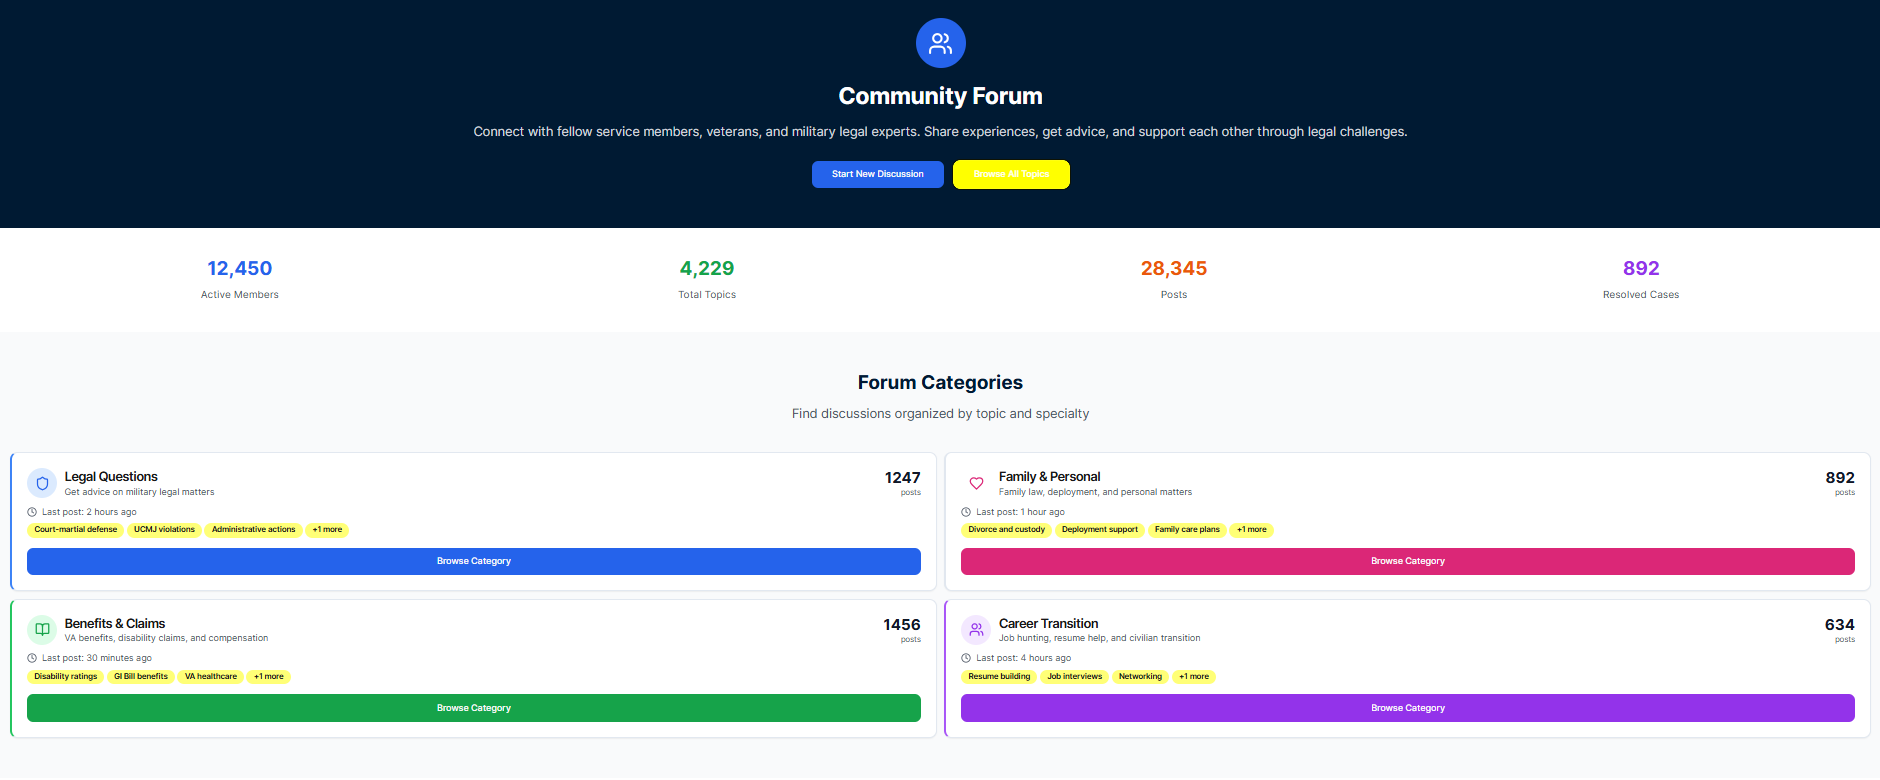 Community Forum
Connect with fellow service members, veterans, and military legal experts. Share experiences, get advice, and support each other through legal challenges.
Start New Discussion
Browse All Topics
12,450
Active Members
4,229
Total Topics
28,345
Posts
892
Resolved Cases
Forum Categories
Find discussions organized by topic and specialty
Legal Questions
Get advice on military legal matters
1247
posts
Last post: 2 hours ago
Court-martial defense UCMJ violations Administrative actions +1 more
Browse Category
Family & Personal
Family law, deployment, and personal matters
892
posts
Last post: 1 hour ago
Divorce and custody Deployment support Family care plans +1 more
Browse Category
Benefits & Claims
VA benefits, disability claims, and compensation
1456
posts
Last post: 30 minutes ago
Disability ratings GI Bill benefits VA healthcare +1 more
Browse Category
Career Transition
Job hunting, resume help, and civilian transition
634
posts
Last post: 4 hours ago
Resume building Job interviews Networking +1 more
Browse Category